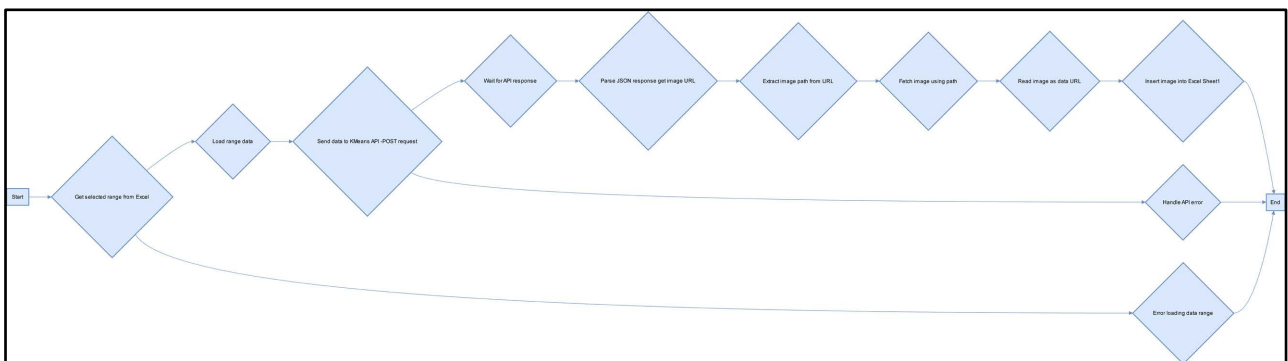 Start
Get selected range from Excel
Load range data
Send data to KMeans API -POST request
Wait for API response
Parse JSON response get image URL
Extract image path from URL
Fetch image using path
Read image as data URL
Insert image into Excel Sheet1
Handle API error
Error loading data range
End